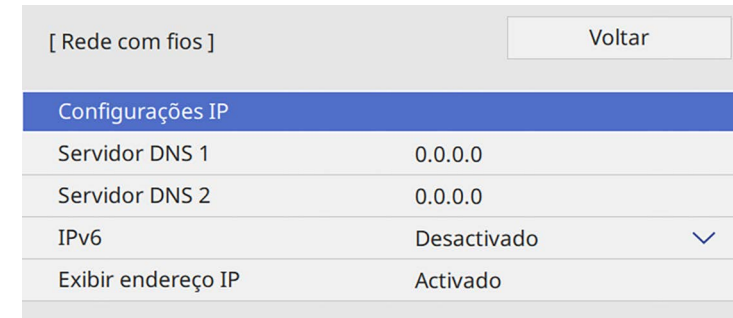 [ Rede com fios ]
Voltar
Configurações IP
Servidor DNS 1 0.0.0.0
Servidor DNS 2 0.0.0.0
IPv6 Desactivado
Exibir endereço IP Activado